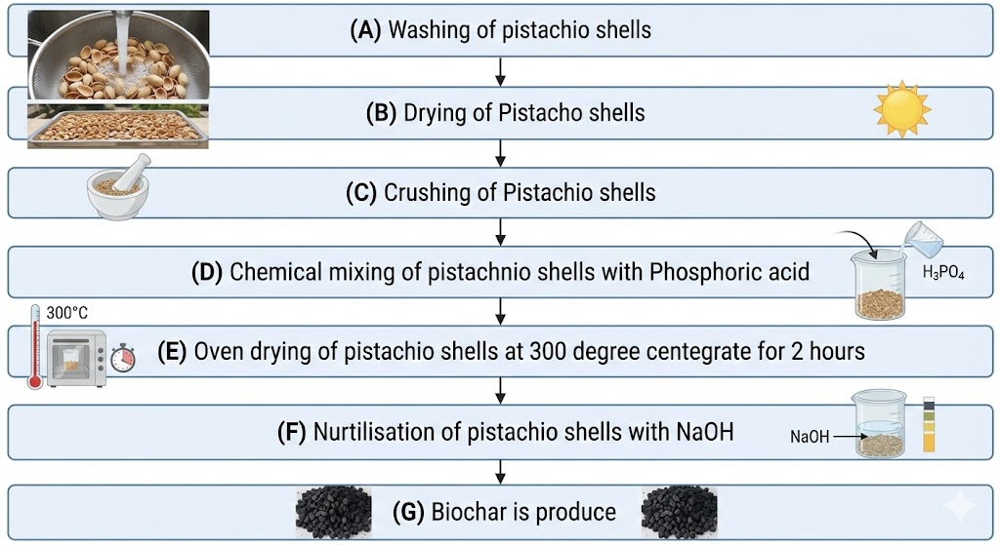 (A) Washing of pistachio shells
(B) Drying of Pistacho shells
(C) Crushing of Pistachio shells
(D) Chemical mixing of pistachnio shells with Phosphoric acid
H₃PO₄
300°C
(E) Oven drying of pistachio shells at 300 degree centegrate for 2 hours
(F) Nurtilisation of pistachio shells with NaOH
NaOH
(G) Biochar is produce